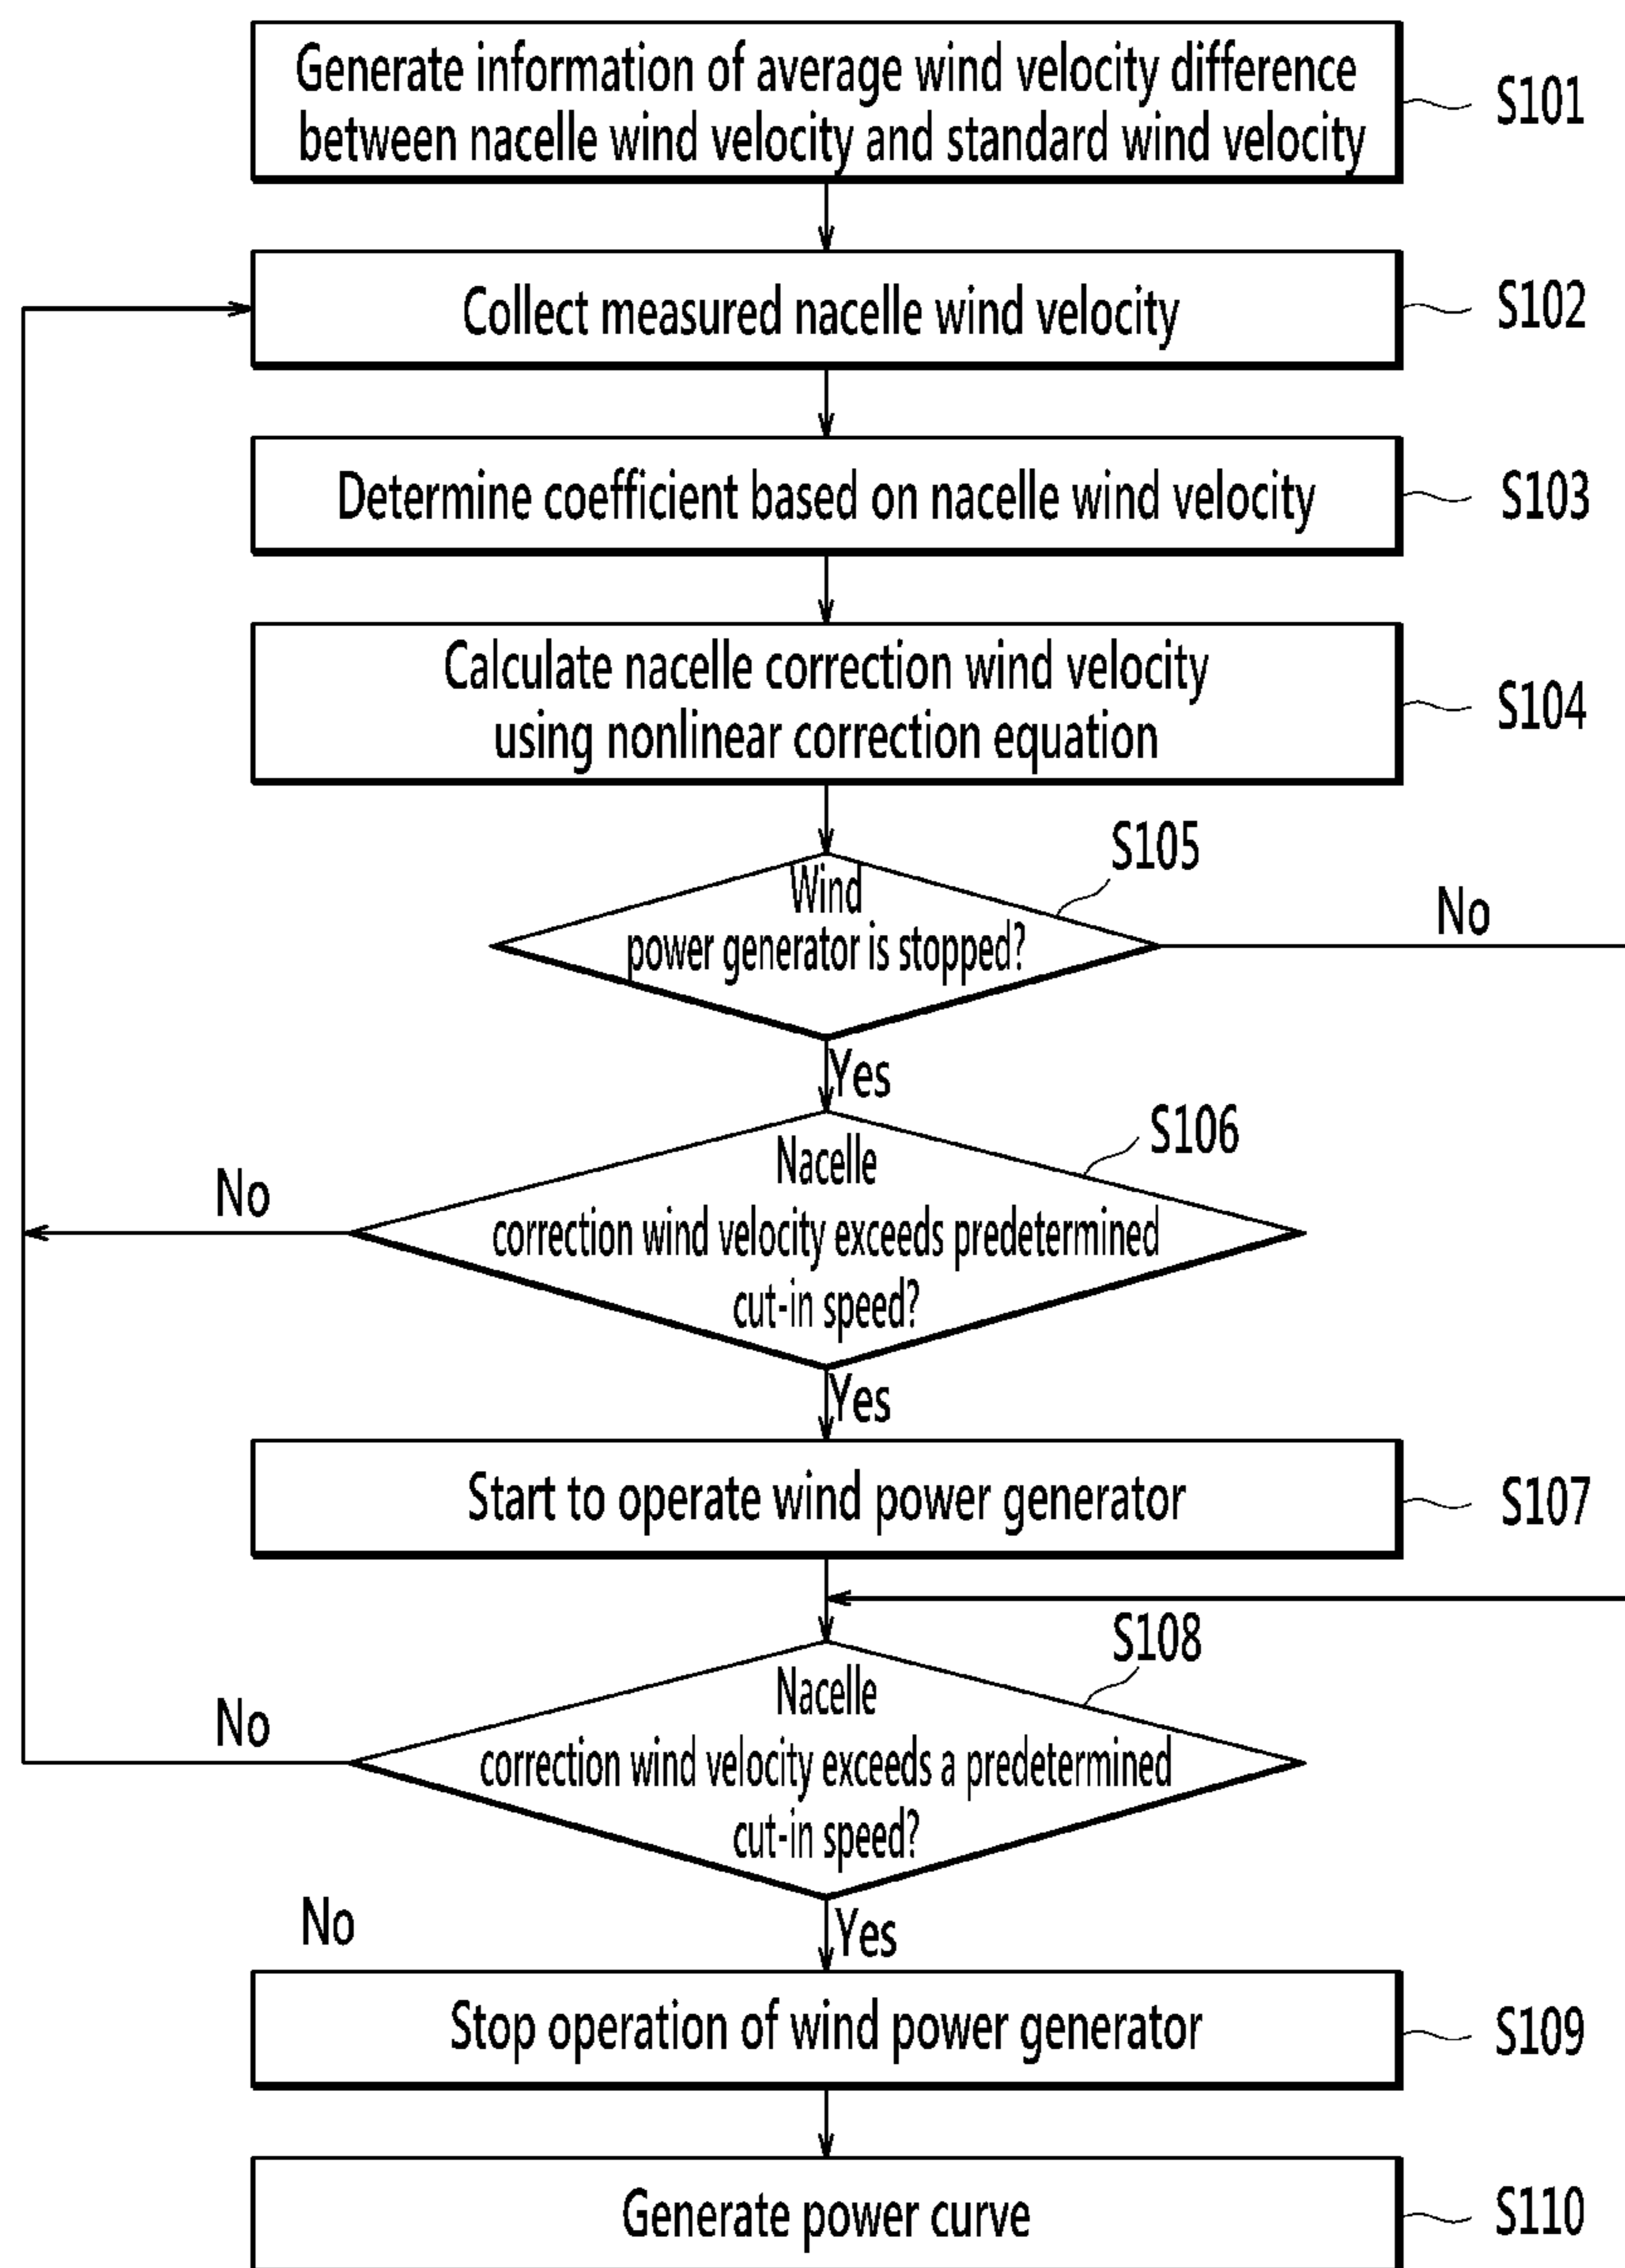 Generate information of average wind velocity difference
between nacelle wind velocity and standard wind velocity
S101
Collect measured nacelle wind velocity
S102
Determine coefficient based on nacelle wind velocity
S103
Calculate nacelle correction wind velocity
using nonlinear correction equation
S104
S105
Wind
power generator is stopped?
No
Yes
S106
Nacelle
correction wind velocity exceeds predetermined
cut-in speed?
No
Yes
Start to operate wind power generator
S107
S108
Nacelle
correction wind velocity exceeds a predetermined
cut-in speed?
No
No
Yes
Stop operation of wind power generator
S109
Generate power curve
S110